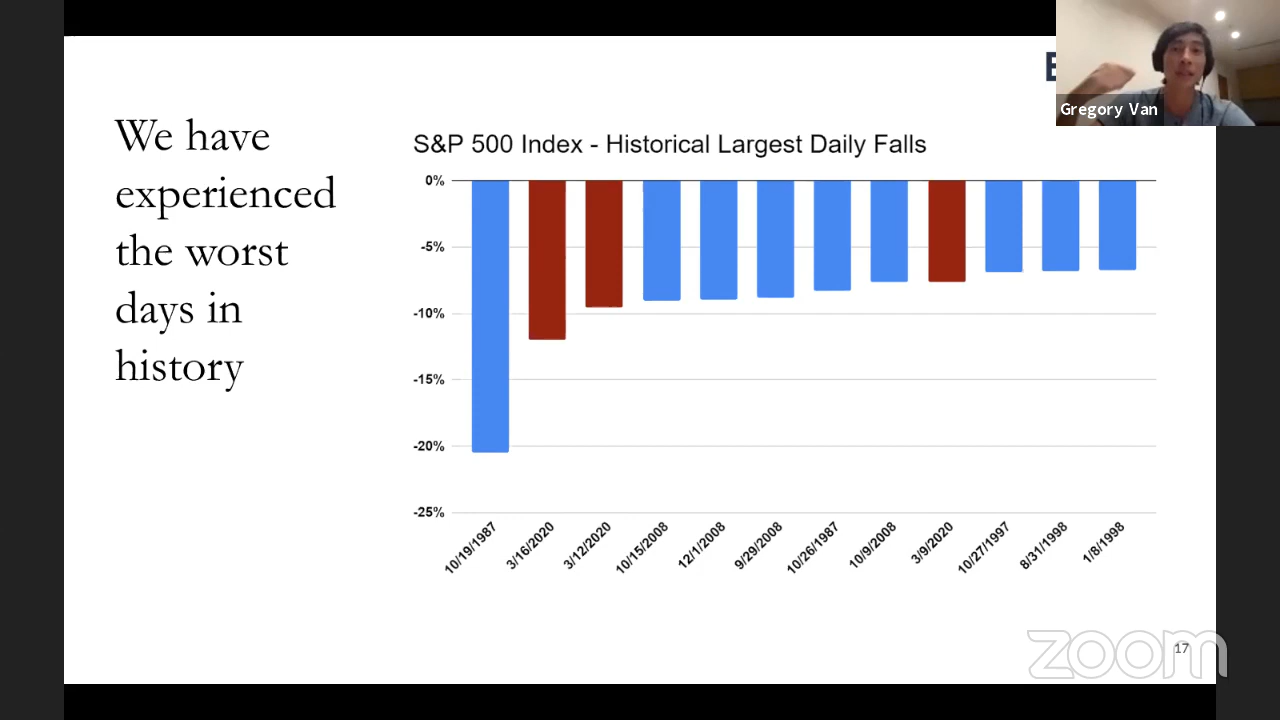 Gregory Van
We have
experienced
the worst
days in
history
S&P 500 Index - Historical Largest Daily Falls
0%
-5%
-10%
-15%
-20%
-25%
10/19/1987
3/16/2020
3/12/2020
10/15/2008
12/1/2008
9/29/2008
10/26/1987
10/9/2008
3/9/2020
10/27/1997
8/31/1998
1/8/1998
zoom
17